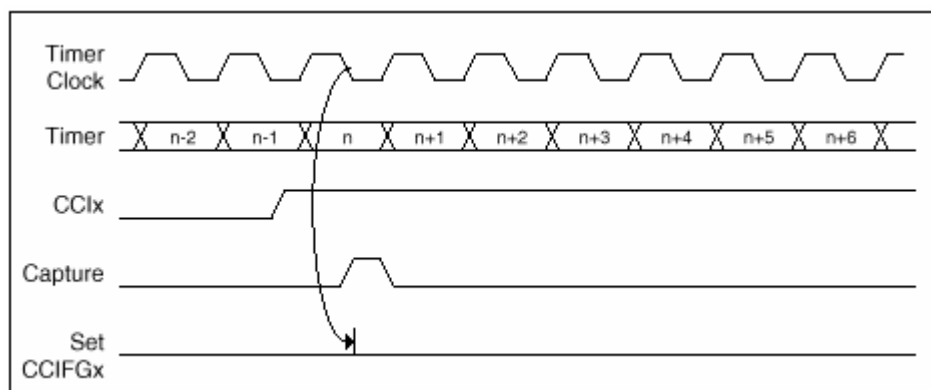 Timer
Clock
Timer n-2 n-1 n n+1 n+2 n+3 n+4 n+5 n+6
CCIx
Capture
Set
CCIFGx